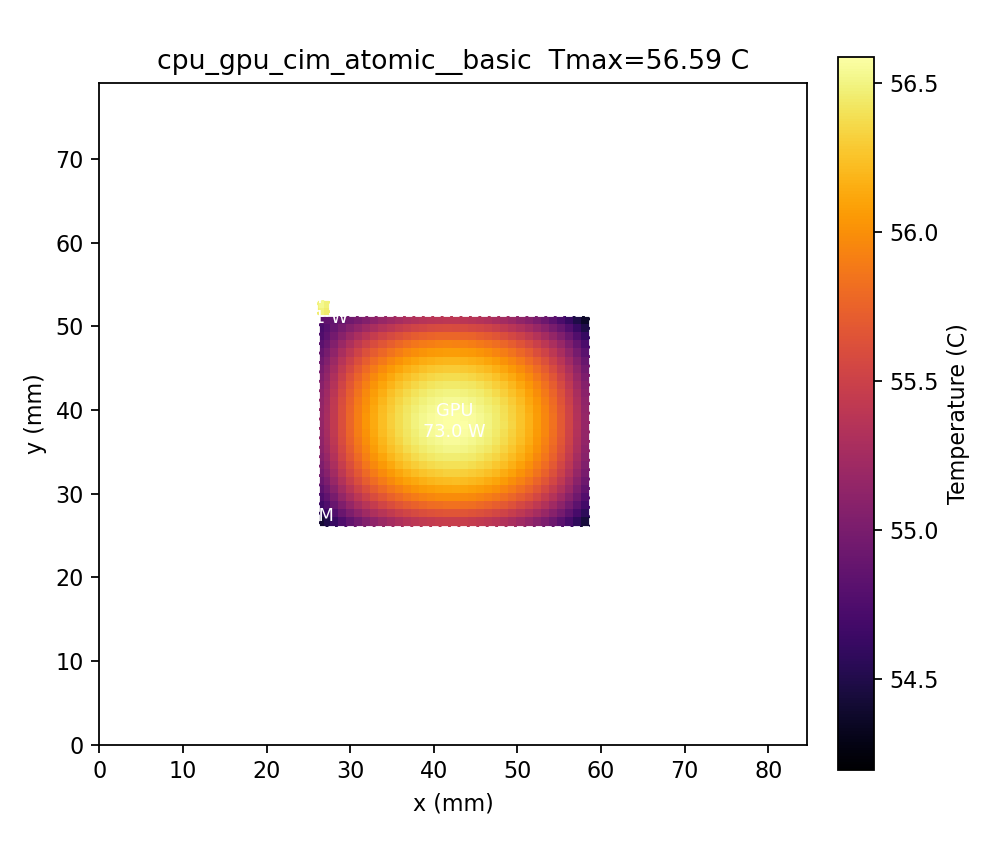 cpu_gpu_cim_atomic__basic  Tmax=56.59 C
70
60
50
40
30
20
10
0
W
GPU
73.0 W
M
0 10 20 30 40 50 60 70 80
x (mm)
y (mm)
56.5
56.0
55.5
55.0
54.5
Temperature (C)